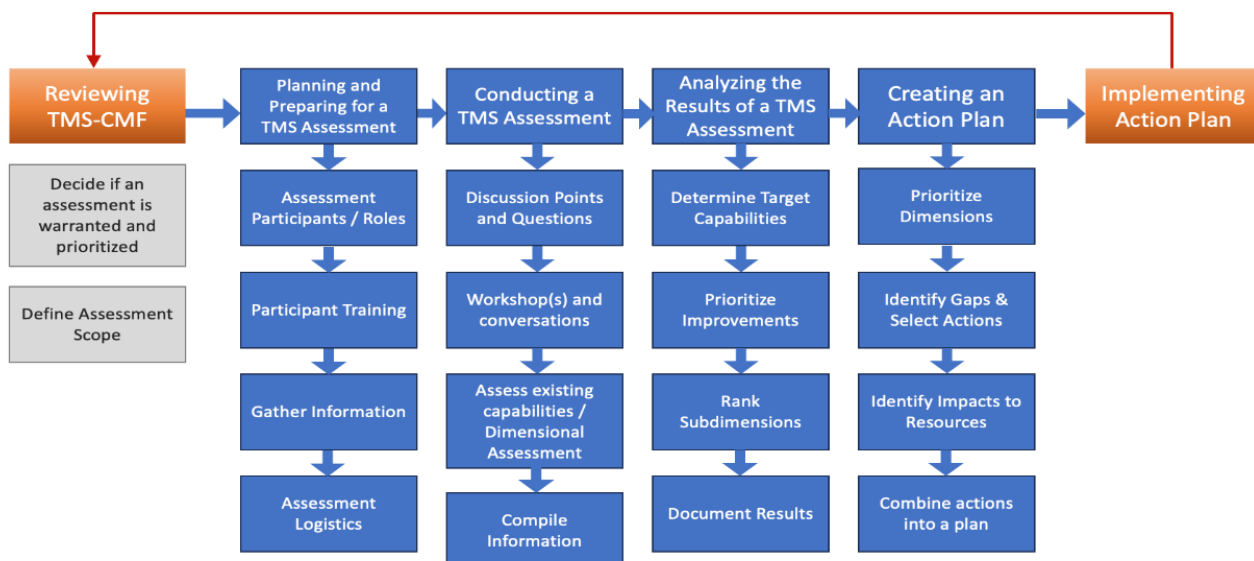 Reviewing
TMS-CMF
Decide if an
assessment is
warranted and
prioritized
Define Assessment
Scope
Planning and
Preparing for a
TMS Assessment
Assessment
Participants / Roles
Participant Training
Gather Information
Assessment
Logistics
Conducting a
TMS Assessment
Discussion Points
and Questions
Workshop(s) and
conversations
Assess existing
capabilities /
Dimensional
Assessment
Compile
Information
Analyzing the
Results of a TMS
Assessment
Determine Target
Capabilities
Prioritize
Improvements
Rank
Subdimensions
Document Results
Creating an
Action Plan
Prioritize
Dimensions
Identify Gaps &
Select Actions
Identify Impacts to
Resources
Combine actions
into a plan
Implementing
Action Plan